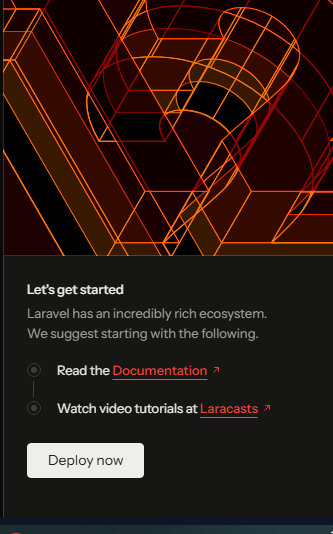 Let's get started
Laravel has an incredibly rich ecosystem.
We suggest starting with the following.
Read the Documentation
Watch video tutorials at Laracasts
Deploy now